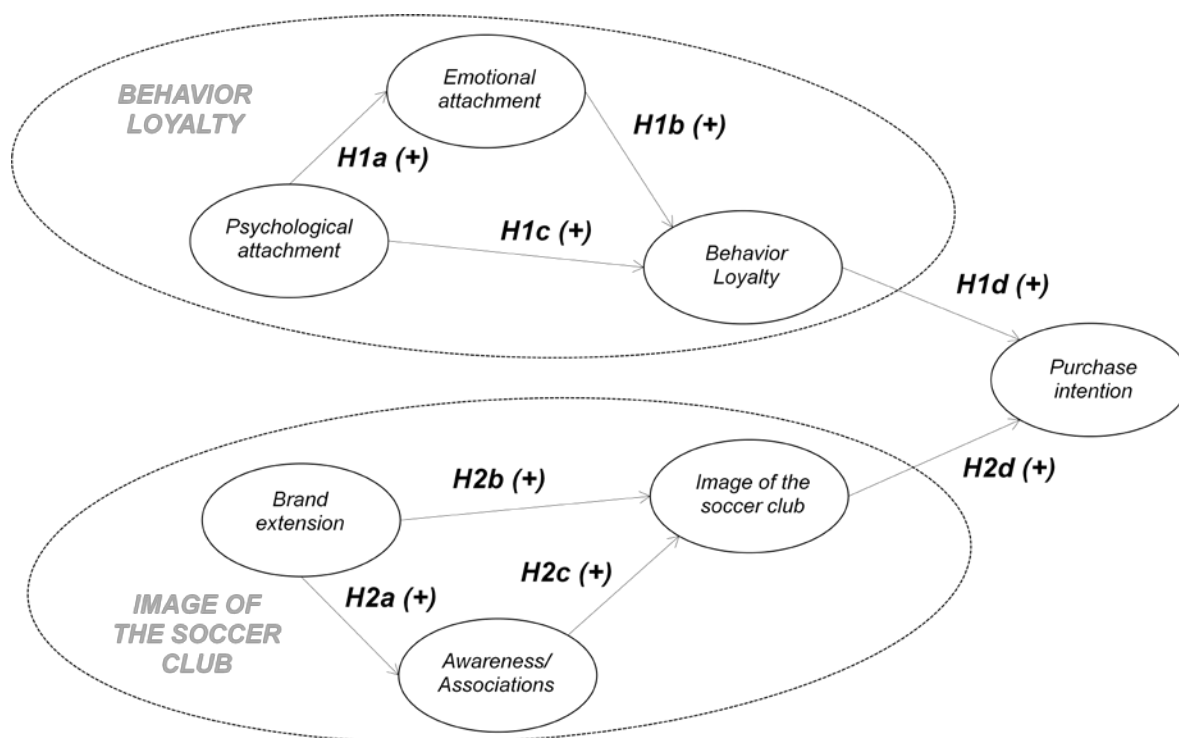 BEHAVIOR
LOYALTY
Emotional
attachment
H1a (+)
H1b (+)
Psychological
attachment
H1c (+)
Behavior
Loyalty
H1d (+)
Purchase
intention
H2d (+)
H2b (+)
Image of the
soccer club
Brand
extension
H2c (+)
H2a (+)
IMAGE OF
THE SOCCER
CLUB
Awareness/
Associations